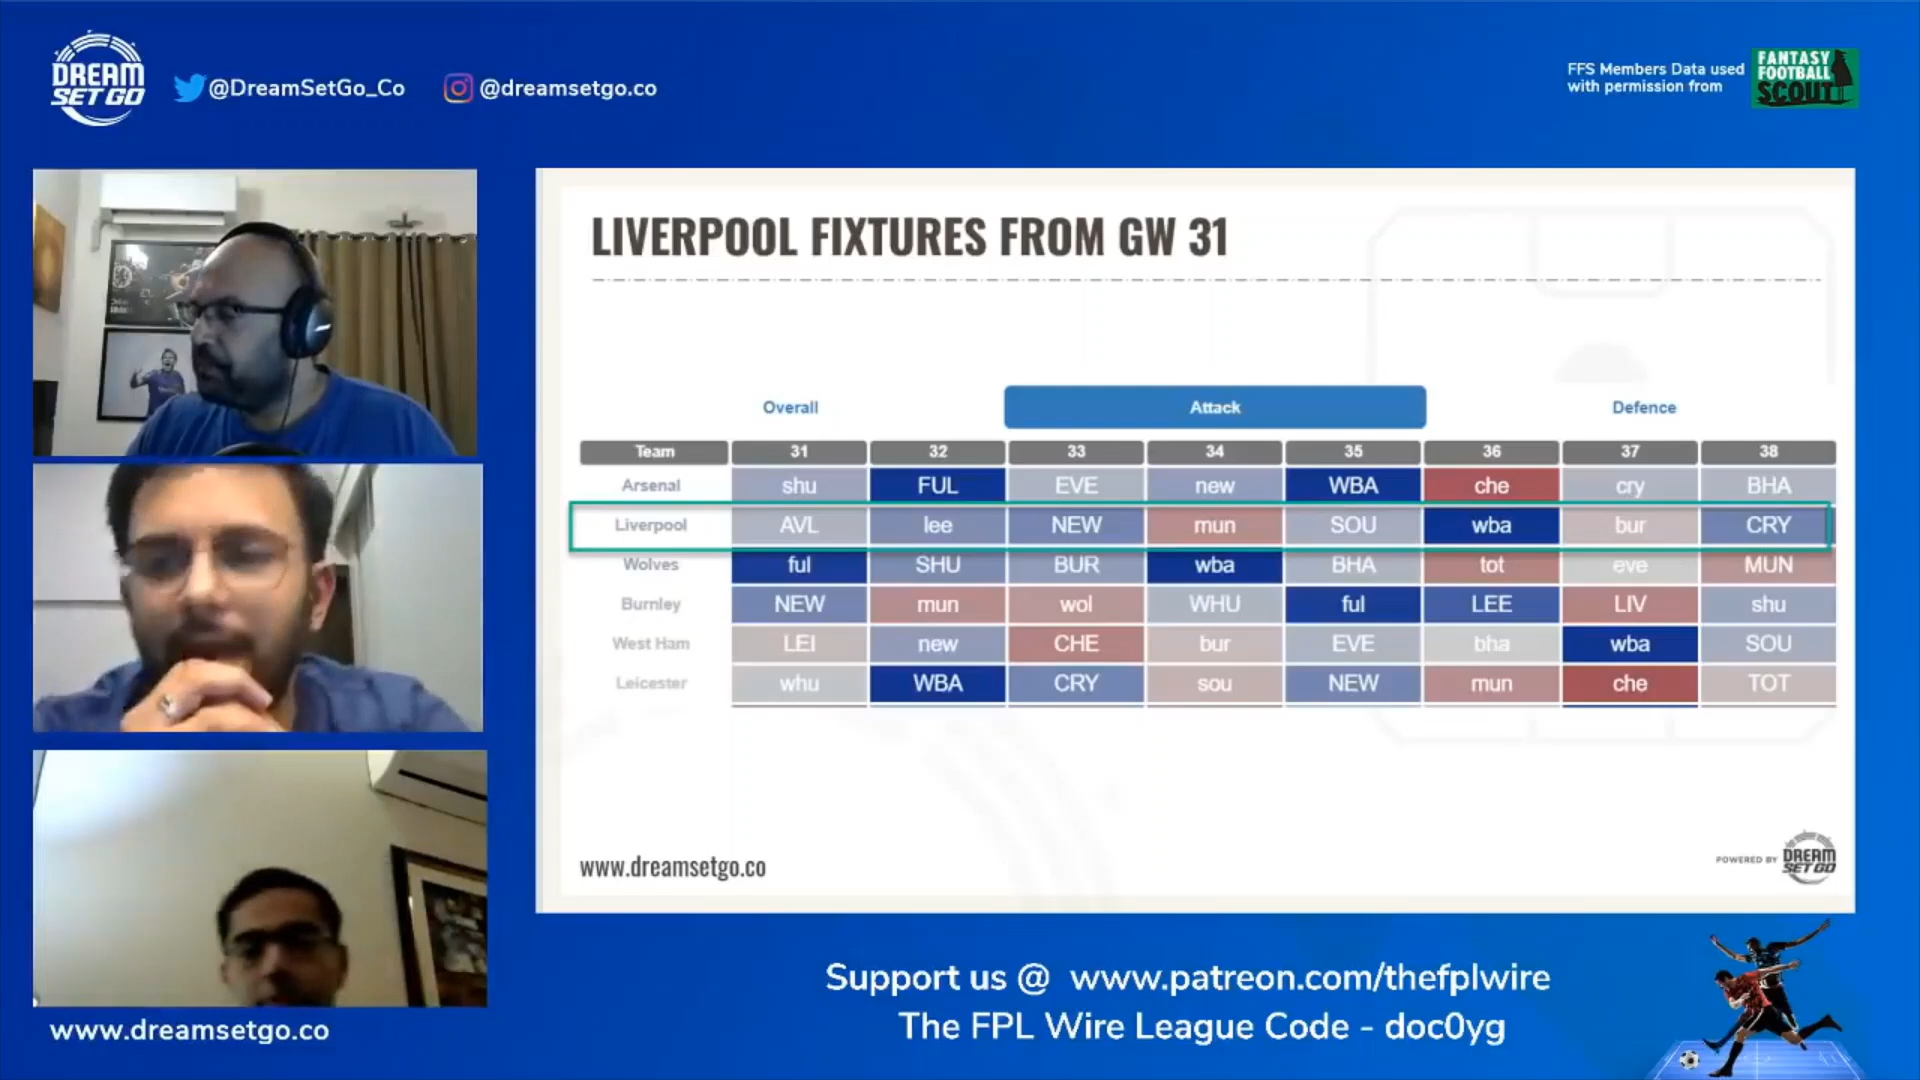 DREAM
SET GO
@DreamSetGo_Co
@dreamsetgo.co
FFS Members Data used
with permission from
FANTASY
FOOTBALL
SCOUT
LIVERPOOL FIXTURES FROM GW 31
Overall Attack Defence
Team 31 32 33 34 35 36 37 38
Arsenal shu FUL EVE new WBA che cry BHA
Liverpool AVL lee NEW mun SOU wba bur CRY
Wolves ful SHU BUR wba BHA tot eve MUN
Burnley NEW mun wol WHU ful LEE LIV shu
West Ham LEI new CHE bur EVE bha wba SOU
Leicester whu WBA CRY sou NEW mun che TOT
www.dreamsetgo.co
POWERED BY DREAM
SET GO
Support us @ www.patreon.com/thefplwire
The FPL Wire League Code - doc0yg
www.dreamsetgo.co